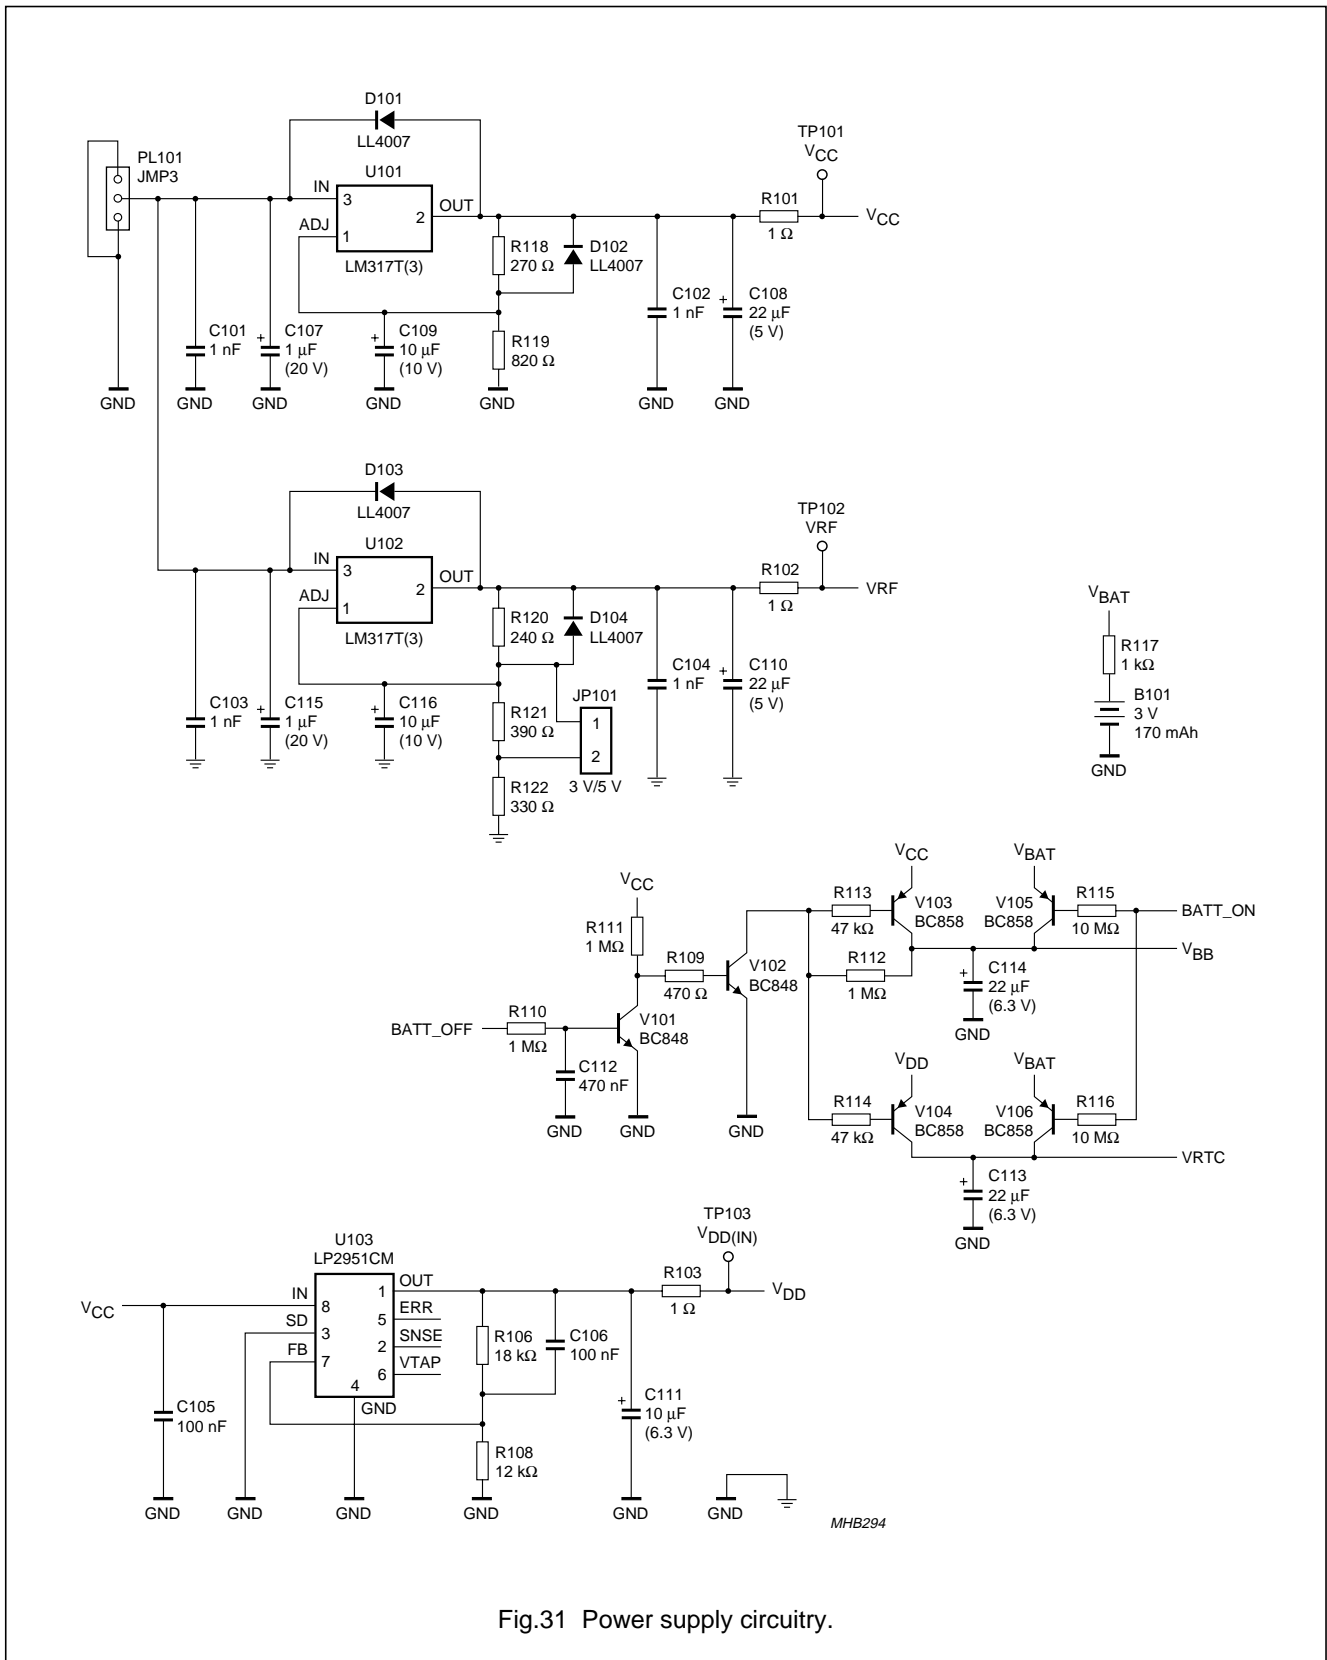 D101
LL4007
PL101
JMP3
U101
IN
3
ADJ
1
2
OUT
LM317T(3)
R118
270 Ω
D102
LL4007
R119
820 Ω
C101
1 nF
+
C107
1 µF
(20 V)
+
C109
10 µF
(10 V)
C102
1 nF
+
C108
22 µF
(5 V)
R101
1 Ω
TP101
VCC
VCC
GND
GND
GND
GND
GND
GND
GND
D103
LL4007
U102
IN
3
ADJ
1
2
OUT
LM317T(3)
R120
240 Ω
D104
LL4007
JP101
1
2
3 V/5 V
R121
390 Ω
R122
330 Ω
C103
1 nF
+
C115
1 µF
(20 V)
+
C116
10 µF
(10 V)
C104
1 nF
+
C110
22 µF
(5 V)
R102
1 Ω
TP102
VRF
VRF
VBAT
R117
1 kΩ
B101
3 V
170 mAh
GND
VCC
R111
1 MΩ
R109
470 Ω
V102
BC848
BATT_OFF
R110
1 MΩ
V101
BC848
C112
470 nF
GND
GND
GND
VCC
VBAT
R113
47 kΩ
V103
BC858
V105
BC858
R115
10 MΩ
BATT_ON
VBB
R112
1 MΩ
+
C114
22 µF
(6.3 V)
GND
VDD
VBAT
R114
47 kΩ
V104
BC858
V106
BC858
R116
10 MΩ
VRTC
+
C113
22 µF
(6.3 V)
GND
U103
LP2951CM
VCC
IN
8
SD
3
FB
7
4
GND
1
OUT
5
ERR
2
SNSE
6
VTAP
C105
100 nF
R106
18 kΩ
C106
100 nF
R108
12 kΩ
+
C111
10 µF
(6.3 V)
R103
1 Ω
TP103
VDD(IN)
VDD
GND
GND
GND
GND
GND
GND
MHB294
Fig.31 Power supply circuitry.